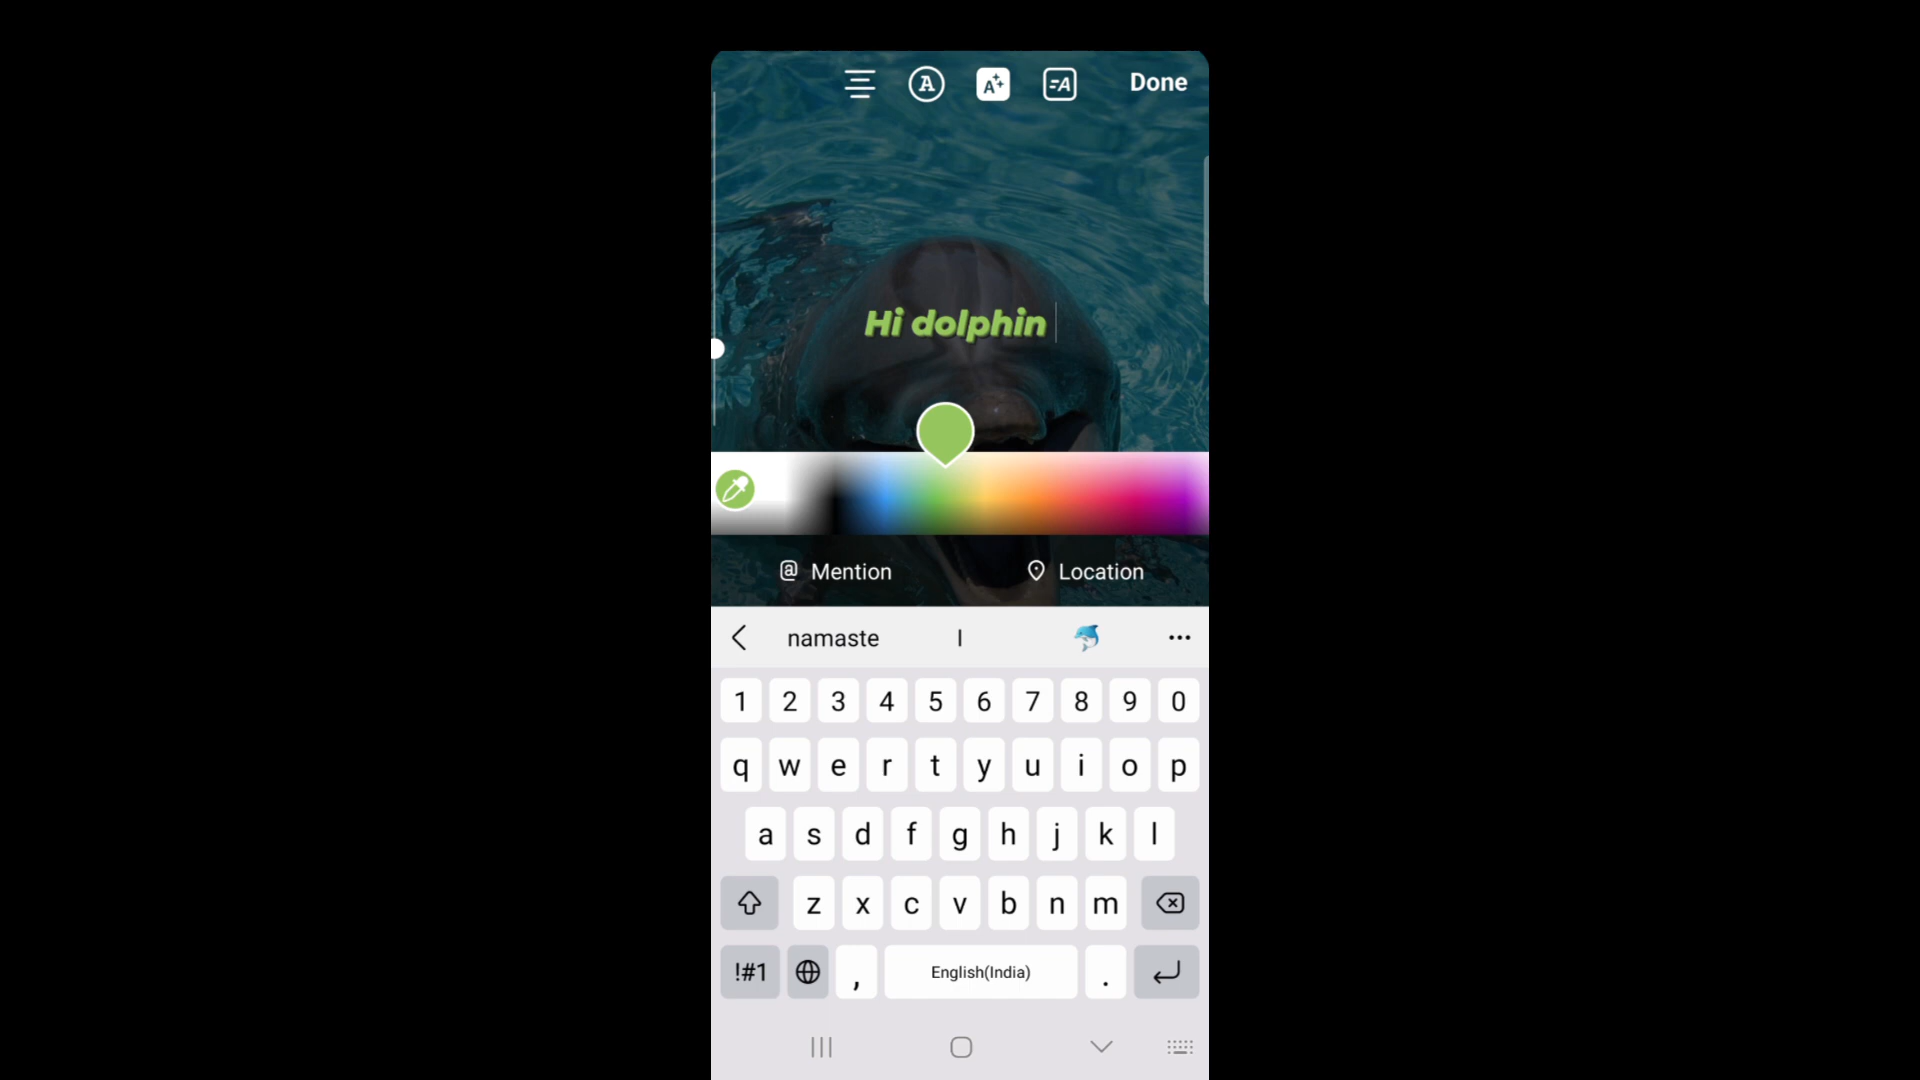 Done
Hi dolphin
Mention
Location
namaste I
1 2 3 4 5 6 7 8 9 0
q w e r t y u i o p
a s d f g h j k l
z x c v b n m
!#1 , English(India) .